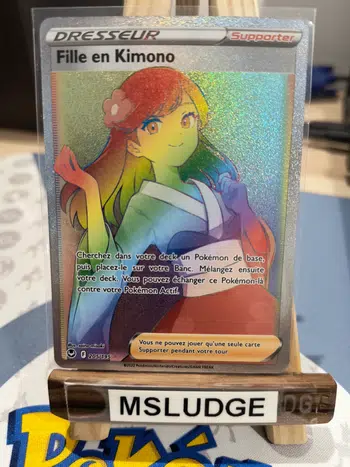 DRESSEUR
Supporter
Fille en Kimono
Cherchez dans votre deck un Pokémon de base,
puis placez-le sur votre Banc. Mélangez ensuite
votre deck. Vous pouvez échanger ce Pokémon-là
contre votre Pokémon Actif.
Vous ne pouvez jouer qu'une seule carte
Supporter pendant votre tour
MSLUDGE